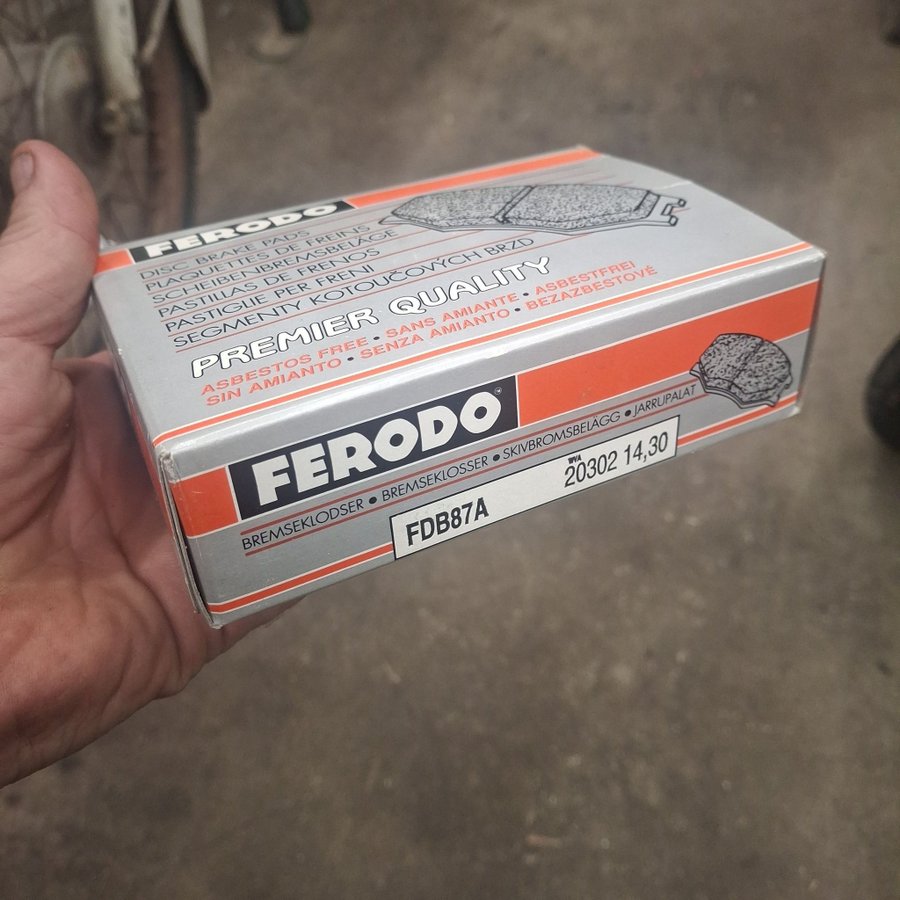 FERODO
DISC BRAKE PADS
PLAQUETTES DE FREINS
SCHEIBENBREMSBELÄGE
PASTILLAS DE FRENOS
PASTIGLIE PER FRENI
SEGMENTY KOTOUČOVÝCH BRZD
PREMIER QUALITY
ASBESTOS FREE • SANS AMIANTE • ASBESTFREI
SIN AMIANTO • SENZA AMIANTO • BEZAZBESTOVÉ
FERODO
BREMSEKLODSER • BREMSEKLOSSER • SKIVBROMSBELÄGG • JARRUPALAT
FDB87A WVA 20302 14,30